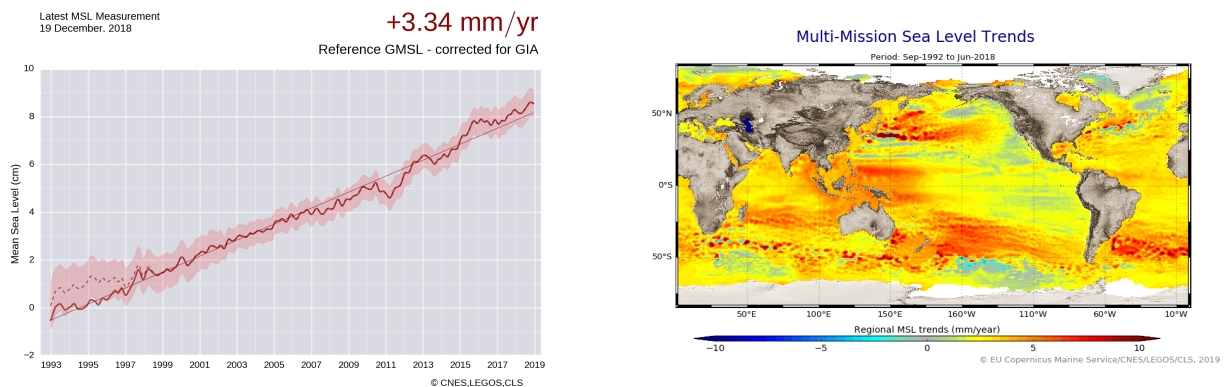 Latest MSL Measurement
19 December. 2018
+3.34 mm/yr
Reference GMSL - corrected for GIA
10
8
6
4
2
0
−2
Mean Sea Level (cm)
1993 1995 1997 1999 2001 2003 2005 2007 2009 2011 2013 2015 2017 2019
© CNES,LEGOS,CLS
Multi-Mission Sea Level Trends
Period: Sep-1992 to Jun-2018
50°N
0°S
50°S
50°E 100°E 150°E 160°W 110°W 60°W 10°W
Regional MSL trends (mm/year)
−10 −5 0 5 10
© EU Copernicus Marine Service/CNES/LEGOS/CLS, 2019